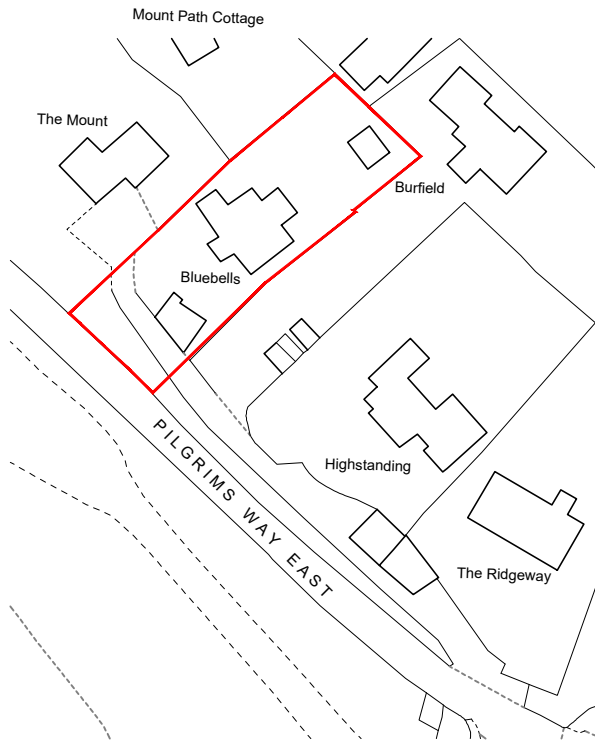 Mount Path Cottage
The Mount
Burfield
Bluebells
Highstanding
PILGRIMS WAY EAST
The Ridgeway